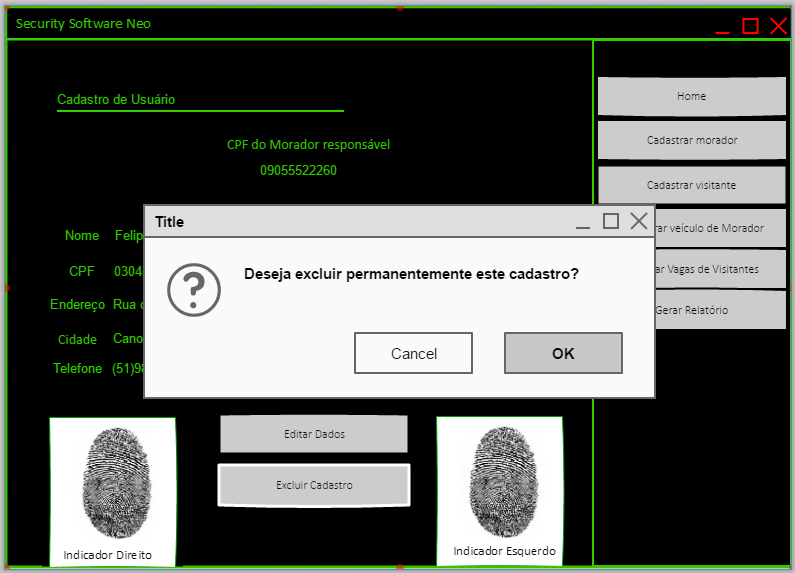 Security Software Neo
Cadastro de Usuário
CPF do Morador responsável
09055522260
Nome Felip
CPF 0304
Endereço Rua
Cidade Cano
Telefone (51)98
Title
Deseja excluir permanentemente este cadastro?
Cancel OK
Editar Dados
Excluir Cadastro
Indicador Direito
Indicador Esquerdo
Home
Cadastrar morador
Cadastrar visitante
rar veículo de Morador
ar Vagas de Visitantes
Gerar Relatório